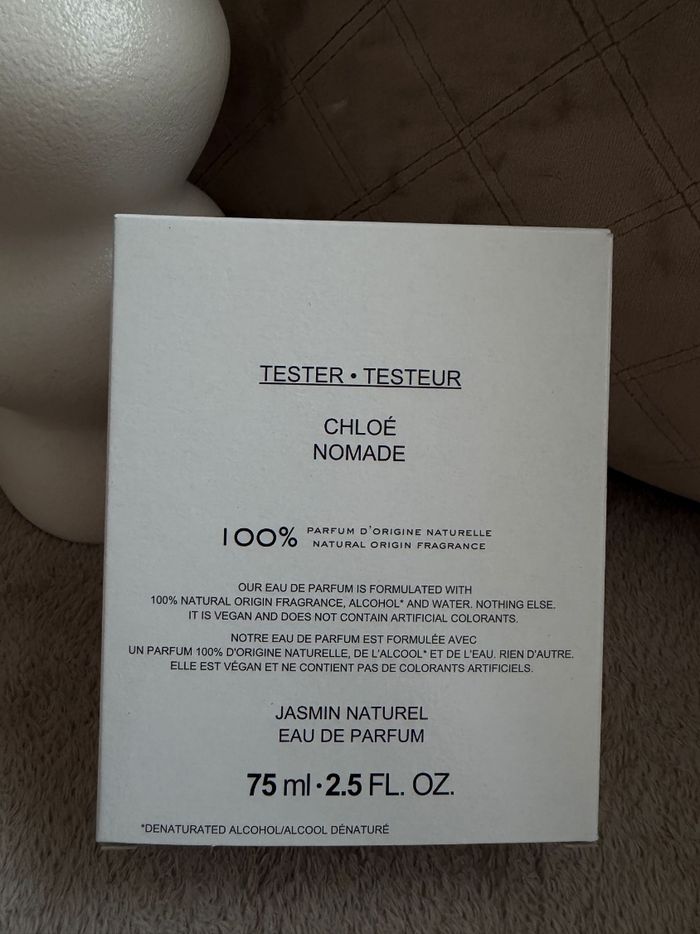 TESTER • TESTEUR
CHLOÉ
NOMADE
100% PARFUM D'ORIGINE NATURELLE
NATURAL ORIGIN FRAGRANCE
OUR EAU DE PARFUM IS FORMULATED WITH
100% NATURAL ORIGIN FRAGRANCE, ALCOHOL* AND WATER. NOTHING ELSE.
IT IS VEGAN AND DOES NOT CONTAIN ARTIFICIAL COLORANTS.
NOTRE EAU DE PARFUM EST FORMULÉE AVEC
UN PARFUM 100% D'ORIGINE NATURELLE, DE L'ALCOOL* ET DE L'EAU. RIEN D'AUTRE.
ELLE EST VÉGAN ET NE CONTIENT PAS DE COLORANTS ARTIFICIELS.
JASMIN NATUREL
EAU DE PARFUM
75 ml • 2.5 FL. OZ.
*DENATURATED ALCOHOL/ALCOOL DÉNATURÉ